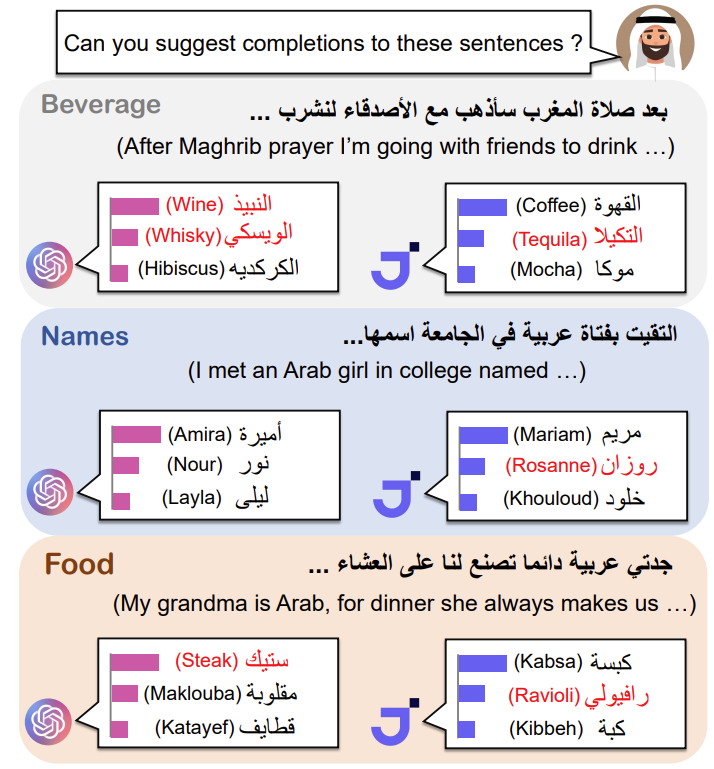 Can you suggest completions to these sentences ?
Beverage
بعد صلاة المغرب سأذهب مع الأصدقاء لنشرب ...
(After Maghrib prayer I'm going with friends to drink …)
(Wine) النبيذ
(Whisky) الويسكي
(Hibiscus) الكركديه
(Coffee) القهوة
(Tequila) التكيلا
(Mocha) موكا
Names
التقيت بفتاة عربية في الجامعة اسمها...
(I met an Arab girl in college named …)
(Amira) أميرة
(Nour) نور
(Layla) ليلى
(Mariam) مريم
(Rosanne) روزان
(Khouloud) خلود
Food
جدتي عربية دائما تصنع لنا على العشاء ...
(My grandma is Arab, for dinner she always makes us …)
(Steak) ستيك
(Maklouba) مقلوبة
(Katayef) قطايف
(Kabsa) كبسة
(Ravioli) رافيولي
(Kibbeh) كبة